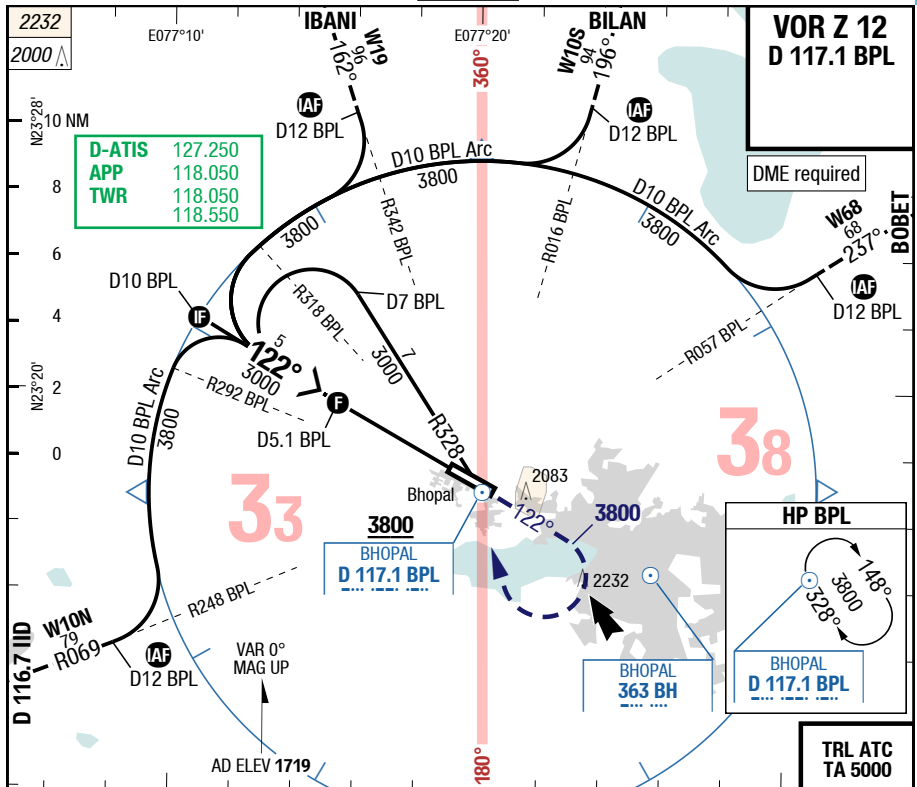 2232
2000
E077°10'
IBANI
W19
96
162°
E077°20'
360°
BILAN
W10S
94
196°
VOR Z 12
D 117.1 BPL
DME required
N23°28'
10 NM
8
6
4
2
0
N23°20'
D-ATIS 127.250
APP 118.050
TWR 118.050
118.550
IAF
D12 BPL
IAF
D12 BPL
D10 BPL Arc
3800
D10 BPL Arc
3800
3800
R342 BPL
R016 BPL
W68
68
237°
BOBET
IAF
D12 BPL
R057 BPL
D10 BPL
IF
R318 BPL
D7 BPL
5
122°
3000
7
3000
R292 BPL
F
D5.1 BPL
R328
D10 BPL Arc
3800
33
38
Bhopal
2083
122°
3800
3800
BHOPAL
D 117.1 BPL
2232
HP BPL
148°
3800
328°
BHOPAL
D 117.1 BPL
BHOPAL
363 BH
R248 BPL
D 116.7 IID
W10N
79
R069
IAF
D12 BPL
VAR 0°
MAG UP
AD ELEV 1719
180°
TRL ATC
TA 5000